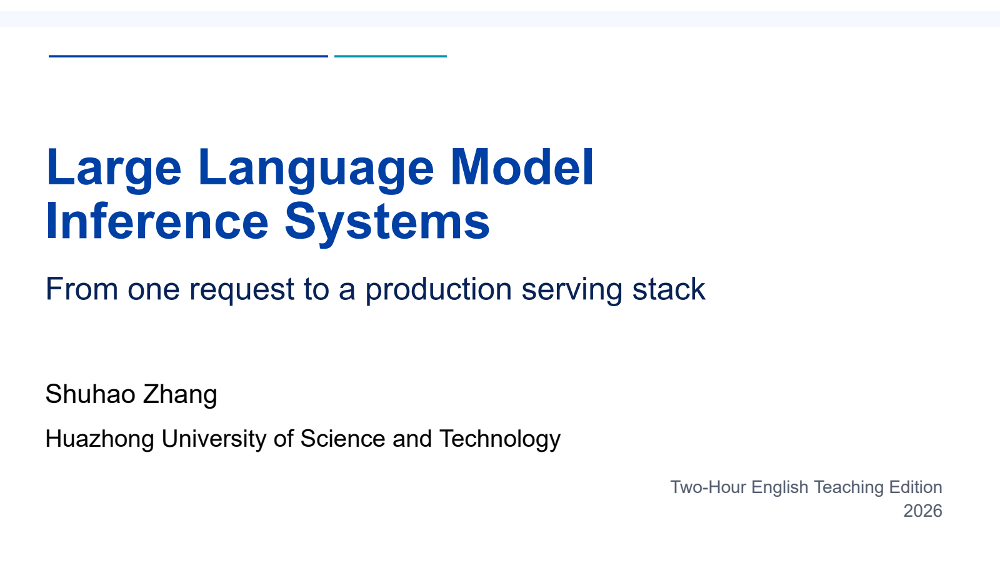 Large Language Model
Inference Systems
From one request to a production serving stack
Shuhao Zhang
Huazhong University of Science and Technology
Two-Hour English Teaching Edition
2026